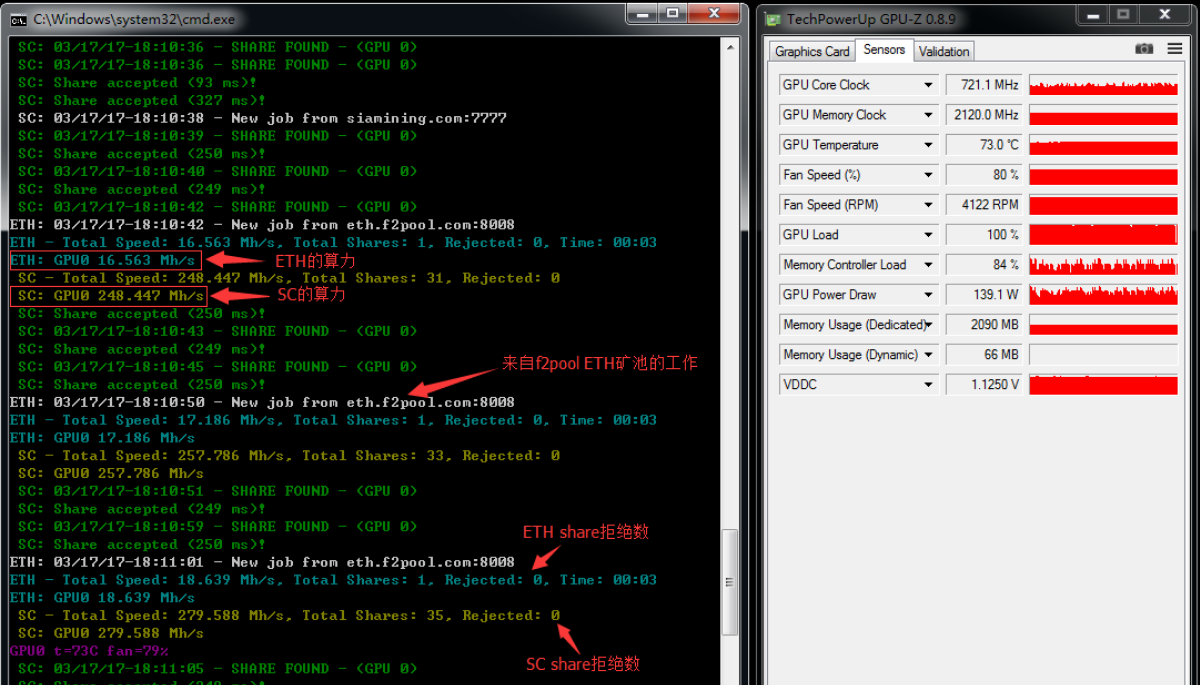 C:\Windows\system32\cmd.exe
SC: 03/17/17-18:10:36 - SHARE FOUND - (GPU 0)
SC: 03/17/17-18:10:36 - SHARE FOUND - (GPU 0)
SC: Share accepted (93 ms)!
SC: Share accepted (327 ms)!
SC: 03/17/17-18:10:38 - New job from siamining.com:7777
SC: 03/17/17-18:10:39 - SHARE FOUND - (GPU 0)
SC: Share accepted (250 ms)!
SC: 03/17/17-18:10:40 - SHARE FOUND - (GPU 0)
SC: Share accepted (249 ms)!
SC: 03/17/17-18:10:42 - SHARE FOUND - (GPU 0)
ETH: 03/17/17-18:10:42 - New job from eth.f2pool.com:8008
ETH - Total Speed: 16.563 Mh/s, Total Shares: 1, Rejected: 0, Time: 00:03
ETH: GPU0 16.563 Mh/s
ETH的算力
SC - Total Speed: 248.447 Mh/s, Total Shares: 31, Rejected: 0
SC: GPU0 248.447 Mh/s
SC的算力
SC: Share accepted (250 ms)!
SC: 03/17/17-18:10:43 - SHARE FOUND - (GPU 0)
SC: Share accepted (249 ms)!
SC: 03/17/17-18:10:45 - SHARE FOUND - (GPU 0)
来自f2pool ETH矿池的工作
SC: Share accepted (250 ms)!
ETH: 03/17/17-18:10:50 - New job from eth.f2pool.com:8008
ETH - Total Speed: 17.186 Mh/s, Total Shares: 1, Rejected: 0, Time: 00:03
ETH: GPU0 17.186 Mh/s
SC - Total Speed: 257.786 Mh/s, Total Shares: 33, Rejected: 0
SC: GPU0 257.786 Mh/s
SC: 03/17/17-18:10:51 - SHARE FOUND - (GPU 0)
SC: Share accepted (249 ms)!
SC: 03/17/17-18:10:59 - SHARE FOUND - (GPU 0)
ETH share拒绝数
SC: Share accepted (250 ms)!
ETH: 03/17/17-18:11:01 - New job from eth.f2pool.com:8008
ETH - Total Speed: 18.639 Mh/s, Total Shares: 1, Rejected: 0, Time: 00:03
ETH: GPU0 18.639 Mh/s
SC - Total Speed: 279.588 Mh/s, Total Shares: 35, Rejected: 0
SC: GPU0 279.588 Mh/s
GPU0 t=73C fan=79%
SC share拒绝数
SC: 03/17/17-18:11:05 - SHARE FOUND - (GPU 0)
TechPowerUp GPU-Z 0.8.9
Graphics Card Sensors Validation
GPU Core Clock 721.1 MHz
GPU Memory Clock 2120.0 MHz
GPU Temperature 73.0 °C
Fan Speed (%) 80 %
Fan Speed (RPM) 4122 RPM
GPU Load 100 %
Memory Controller Load 84 %
GPU Power Draw 139.1 W
Memory Usage (Dedicated) 2090 MB
Memory Usage (Dynamic) 66 MB
VDDC 1.1250 V